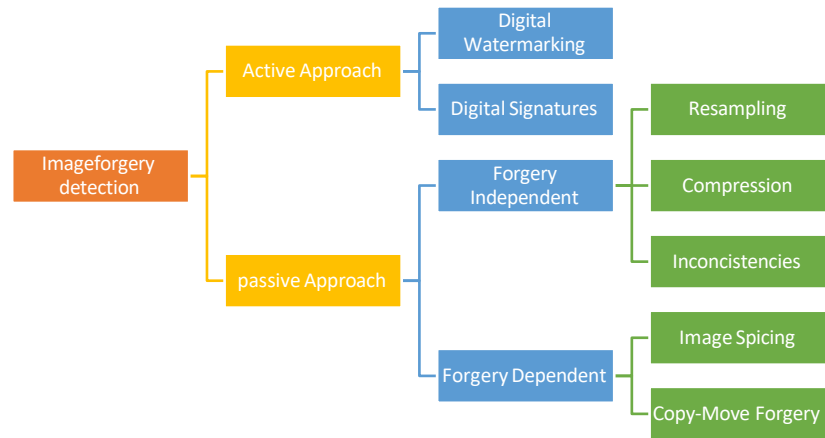 Imageforgery
detection
Active Approach
Digital
Watermarking
Digital Signatures
passive Approach
Forgery
Independent
Resampling
Compression
Inconcistencies
Forgery Dependent
Image Spicing
Copy-Move Forgery